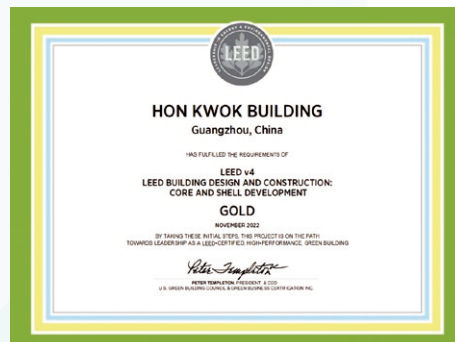 LEED
HON KWOK BUILDING
Guangzhou, China
HAS FULFILLED THE REQUIREMENTS OF
LEED v4
LEED BUILDING DESIGN AND CONSTRUCTION:
CORE AND SHELL DEVELOPMENT
GOLD
NOVEMBER 2022
BY TAKING THESE INITIAL STEPS, THIS PROJECT IS ON THE PATH
TOWARDS LEADERSHIP AS A LEED-CERTIFIED, HIGH-PERFORMANCE, GREEN BUILDING
Peter Templeton
PETER TEMPLETON, PRESIDENT & CEO
U.S. GREEN BUILDING COUNCIL & GREEN BUSINESS CERTIFICATION INC.